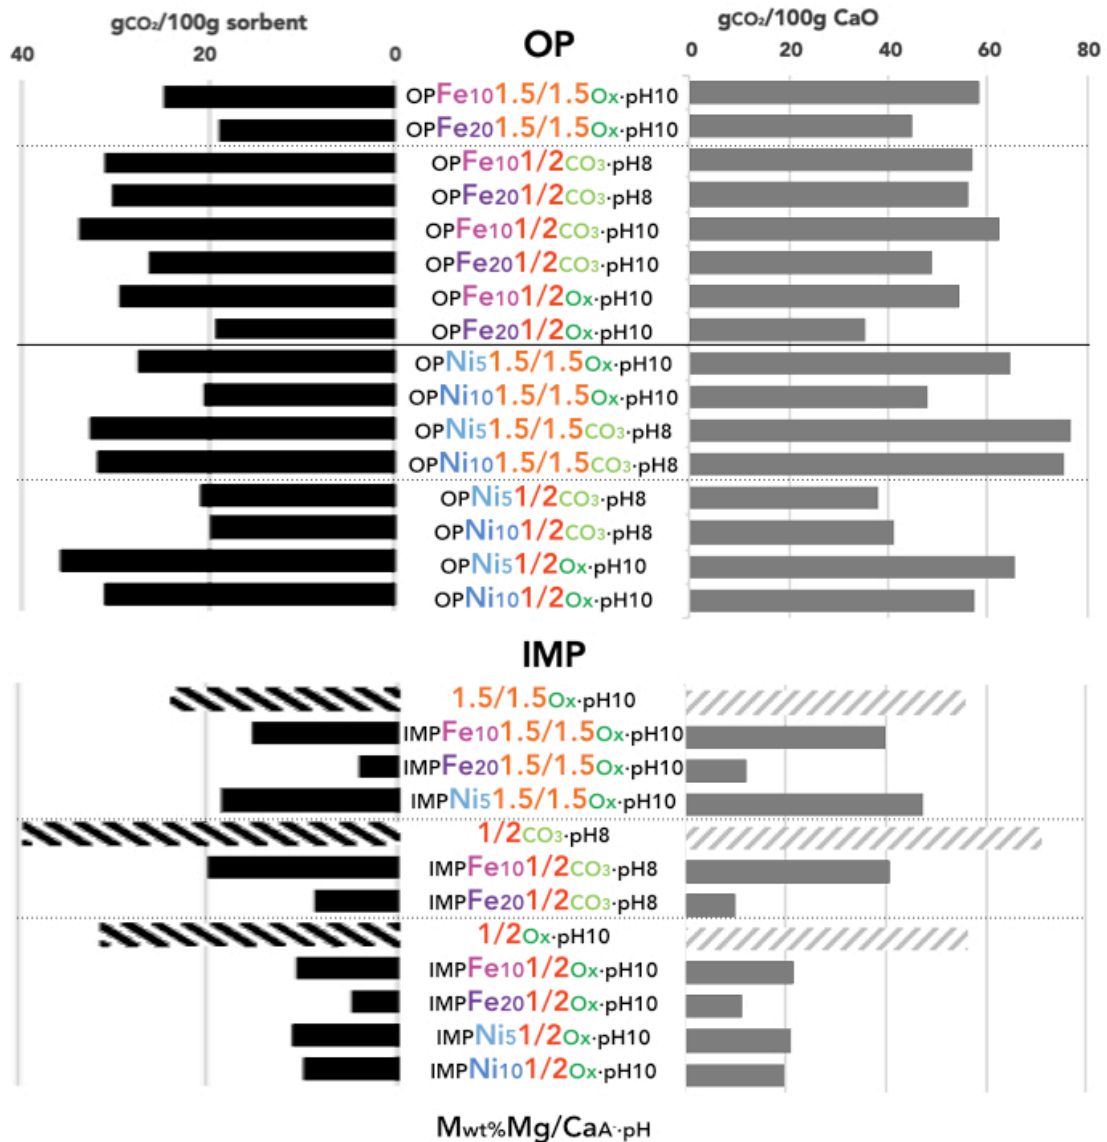 gCO₂/100g sorbent
gCO₂/100g CaO
OP
40 20 0
0 20 40 60 80
OPFe101.5/1.5Ox·pH10
OPFe201.5/1.5Ox·pH10
OPFe101/2CO₃·pH8
OPFe201/2CO₃·pH8
OPFe101/2CO₃·pH10
OPFe201/2CO₃·pH10
OPFe101/2Ox·pH10
OPFe201/2Ox·pH10
OPNi51.5/1.5Ox·pH10
OPNi101.5/1.5Ox·pH10
OPNi51.5/1.5CO₃·pH8
OPNi101.5/1.5CO₃·pH8
OPNi51/2CO₃·pH8
OPNi101/2CO₃·pH8
OPNi51/2Ox·pH10
OPNi101/2Ox·pH10
IMP
1.5/1.5Ox·pH10
IMPFe101.5/1.5Ox·pH10
IMPFe201.5/1.5Ox·pH10
IMPNi51.5/1.5Ox·pH10
1/2CO₃·pH8
IMPFe101/2CO₃·pH8
IMPFe201/2CO₃·pH8
1/2Ox·pH10
IMPFe101/2Ox·pH10
IMPFe201/2Ox·pH10
IMPNi51/2Ox·pH10
IMPNi101/2Ox·pH10
Mwt%Mg/CaA⁻·pH